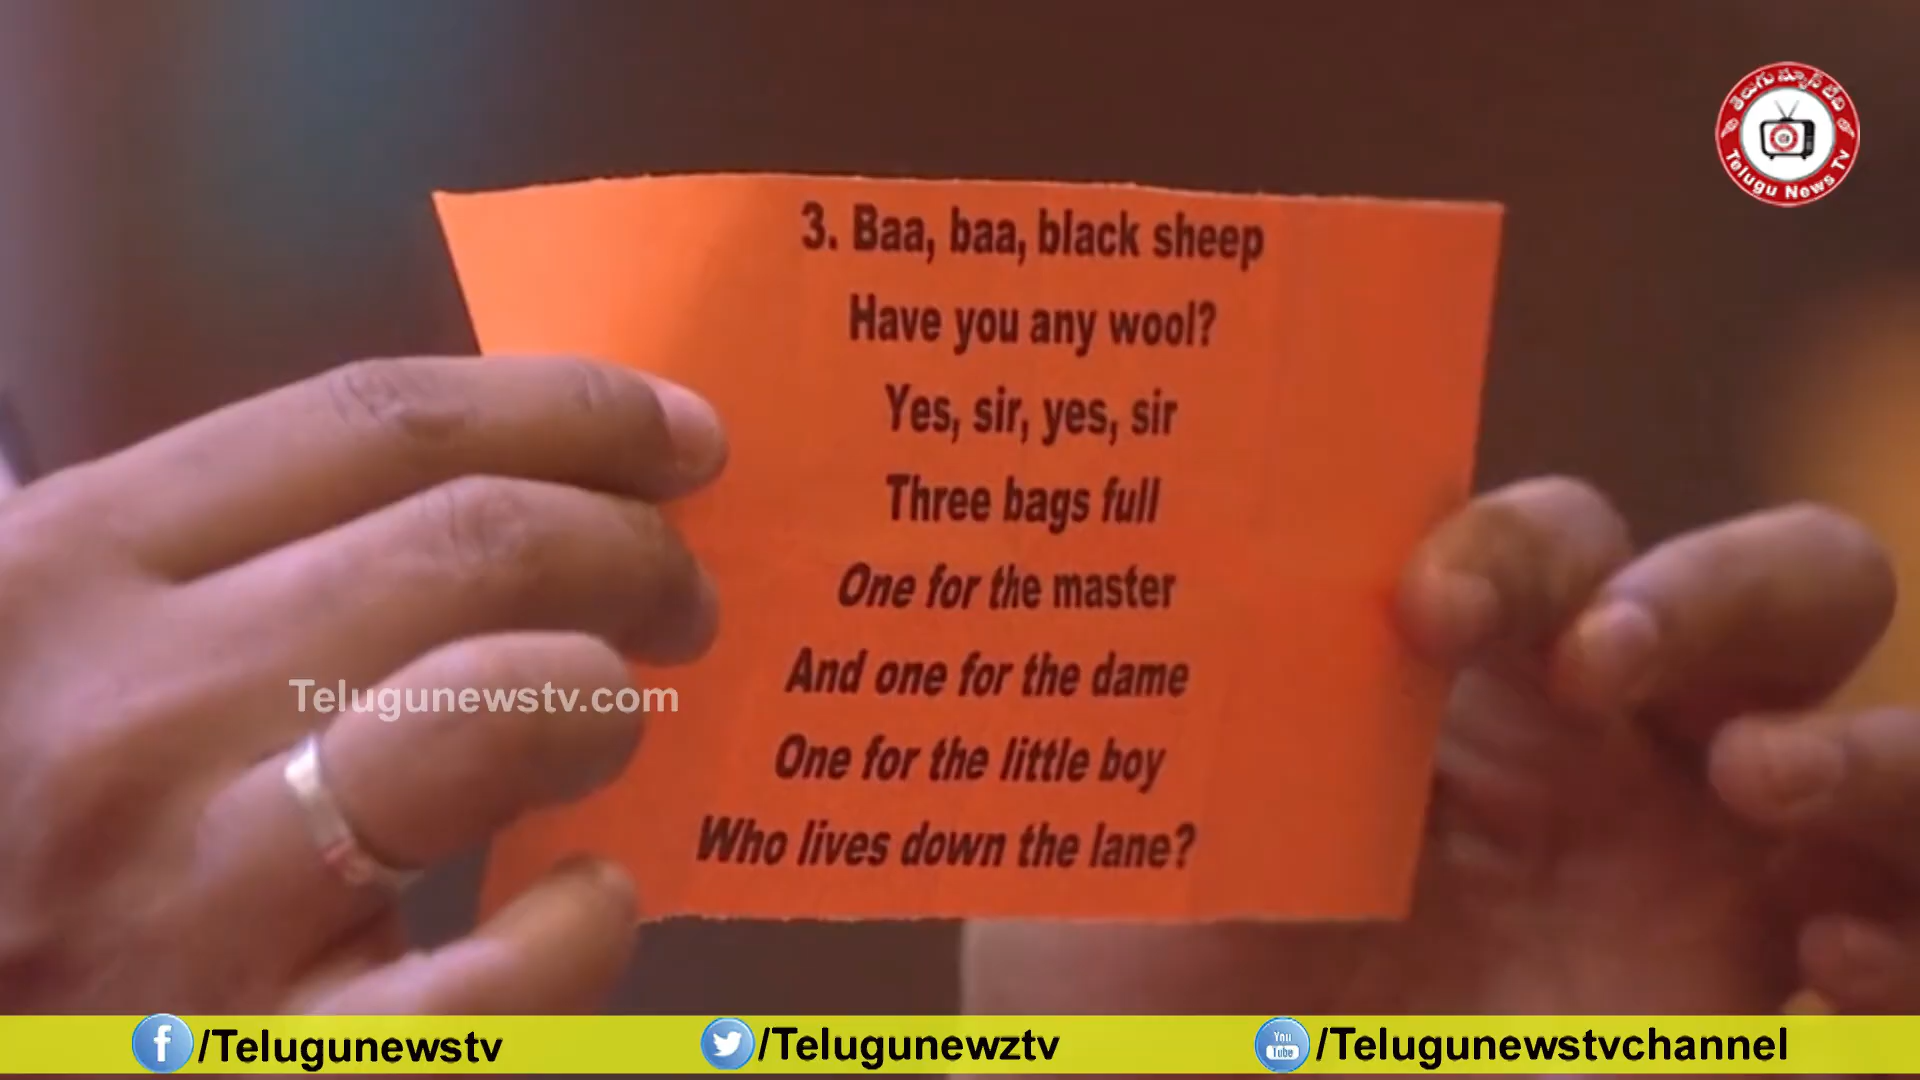 తెలుగు న్యూస్ టీవి
Telugu News Tv
3. Baa, baa, black sheep
Have you any wool?
Yes, sir, yes, sir
Three bags full
One for the master
And one for the dame
One for the little boy
Who lives down the lane?
Telugunewstv.com
f /Telugunewstv
/Telugunewztv
You Tube /Telugunewstvchannel